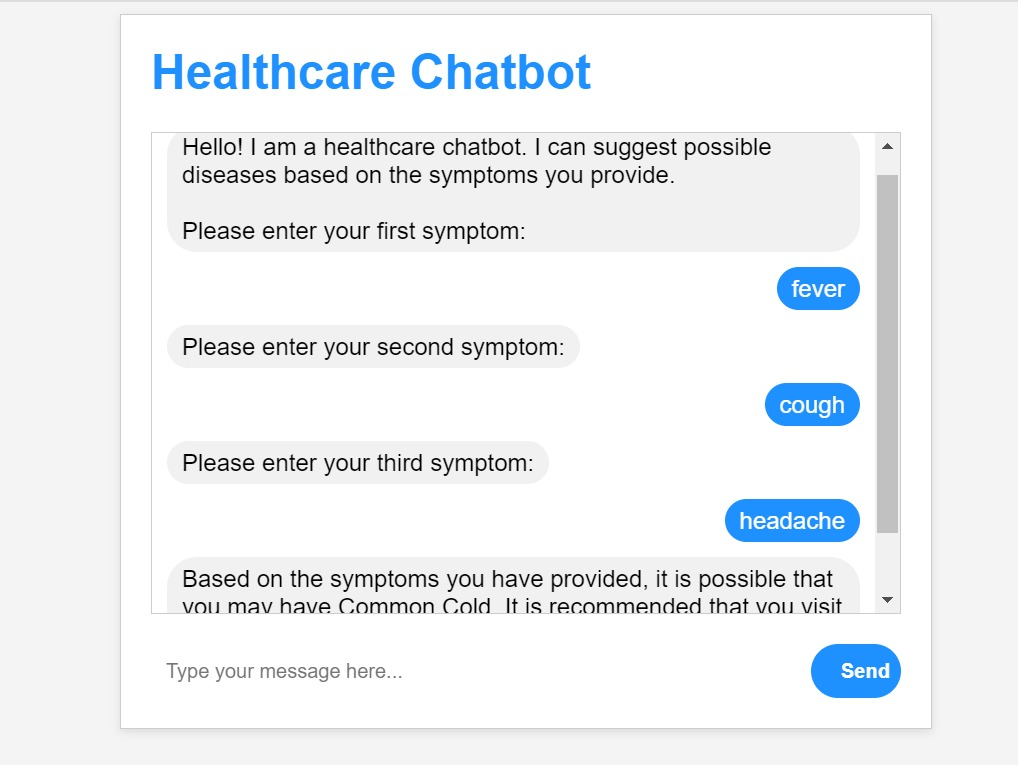 Healthcare Chatbot
Hello! I am a healthcare chatbot. I can suggest possible
diseases based on the symptoms you provide.
Please enter your first symptom:
fever
Please enter your second symptom:
cough
Please enter your third symptom:
headache
Based on the symptoms you have provided, it is possible that
you may have Common Cold. It is recommended that you visit
Type your message here...
Send